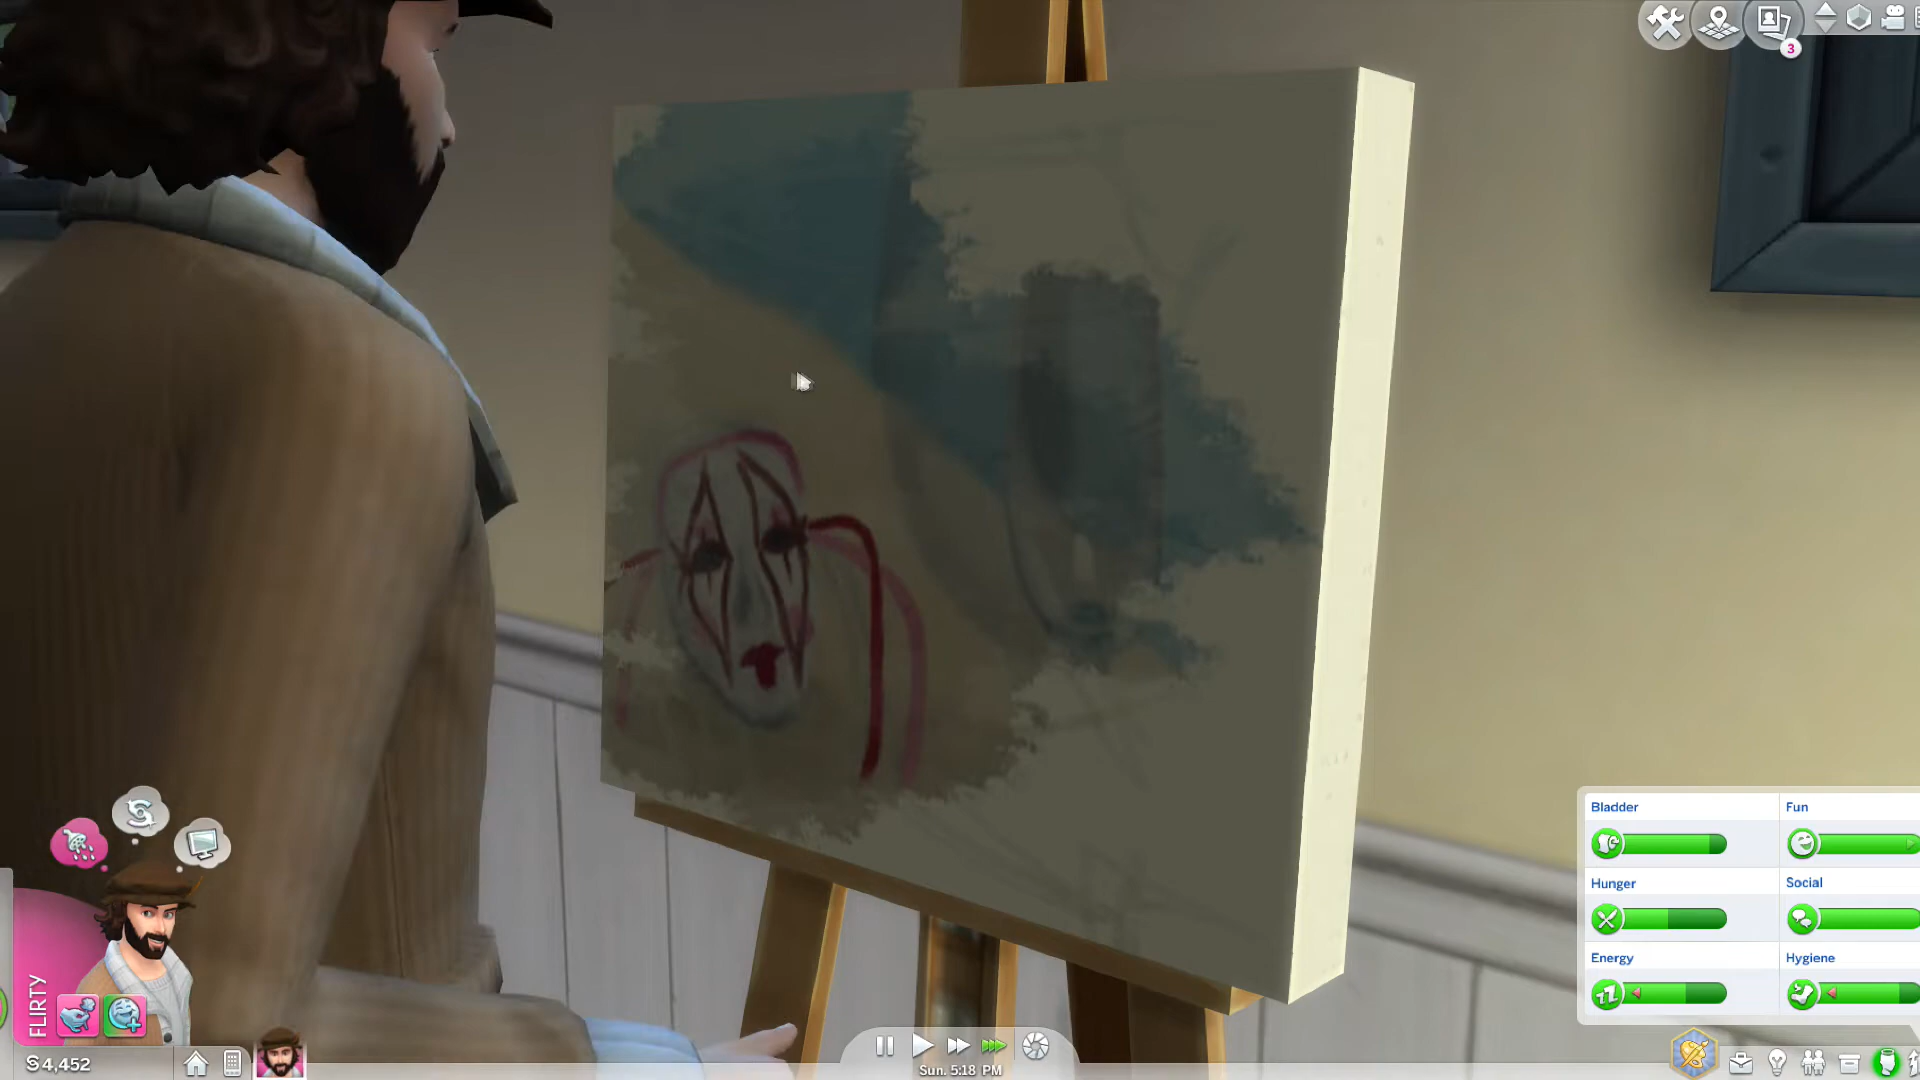 3
Bladder
Fun
Hunger
Social
Energy
Hygiene
FLIRTY
§4,452
Sun. 5:18 PM